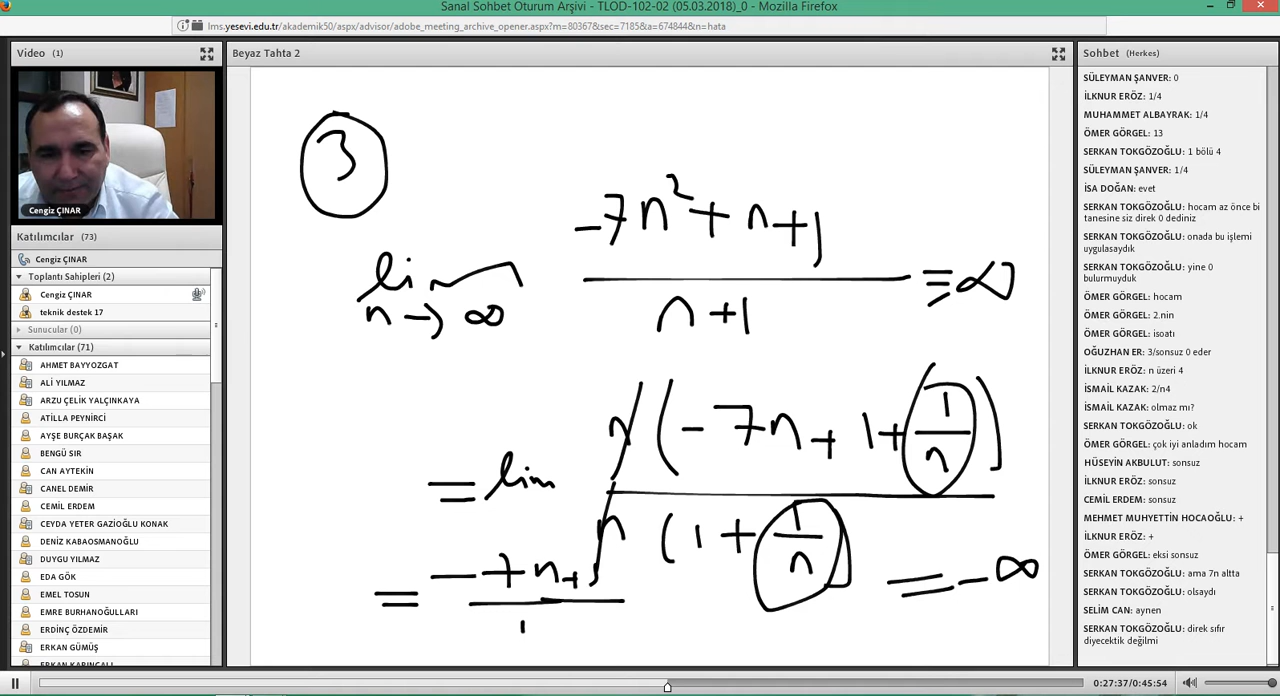 Sanal Sohbet Oturum Arşivi - TLOD-102-02 (05.03.2018)_0 - Mozilla Firefox
lms.yesevi.edu.tr/akademik50/aspx/advisor/adobe_meeting_archive_opener.aspx?m=80367&sec=7185&a=674844&n=hata
Video (1)
Cengiz ÇINAR
Katılımcılar (73)
Cengiz ÇINAR
Toplantı Sahipleri (2)
Cengiz ÇINAR
teknik destek 17
Sunucular (0)
Katılımcılar (71)
AHMET BAYYOZGAT
ALİ YILMAZ
ARZU ÇELİK YALÇINKAYA
ATİLLA PEYNİRCİ
AYŞE BURÇAK BAŞAK
BENGÜ SIR
CAN AYTEKİN
CANEL DEMİR
CEMİL ERDEM
CEYDA YETER GAZİOĞLU KONAK
DENİZ KABAOSMANOĞLU
DUYGU YILMAZ
EDA GÖK
EMEL TOSUN
EMRE BURHANOĞULLARI
ERDİNÇ ÖZDEMİR
ERKAN GÜMÜŞ
ERKAN KARINCALI
Beyaz Tahta 2
3
-7n² + n + 1
lim = ∞
n → ∞ n + 1
n (-7n + 1 + 1/n)
= lim
n (1 + 1/n)
= -7n+1 = -∞
1
Sohbet (Herkes)
SÜLEYMAN ŞANVER: 0
İLKNUR ERÖZ: 1/4
MUHAMMET ALBAYRAK: 1/4
ÖMER GÖRGEL: 13
SERKAN TOKGÖZOĞLU: 1 bölü 4
SÜLEYMAN ŞANVER: 1/4
İSA DOĞAN: evet
SERKAN TOKGÖZOĞLU: hocam az önce bi
tanesine siz direk 0 dediniz
SERKAN TOKGÖZOĞLU: onada bu işlemi
uygulasaydık
SERKAN TOKGÖZOĞLU: yine 0
bulurmuyduk
ÖMER GÖRGEL: hocam
ÖMER GÖRGEL: 2.nin
ÖMER GÖRGEL: isoatı
OĞUZHAN ER: 3/sonsuz 0 eder
İLKNUR ERÖZ: n üzeri 4
İSMAİL KAZAK: 2/n4
İSMAİL KAZAK: olmaz mı?
SERKAN TOKGÖZOĞLU: ok
ÖMER GÖRGEL: çok iyi anladım hocam
HÜSEYİN AKBULUT: sonsuz
İLKNUR ERÖZ: sonsuz
CEMİL ERDEM: sonsuz
MEHMET MUHYETTİN HOCAOĞLU: +
İLKNUR ERÖZ: +
ÖMER GÖRGEL: eksi sonsuz
SERKAN TOKGÖZOĞLU: ama 7n altta
SERKAN TOKGÖZOĞLU: olsaydı
SELİM CAN: aynen
SERKAN TOKGÖZOĞLU: direk sıfır
diyecektik değilmi
0:27:37/0:45:54